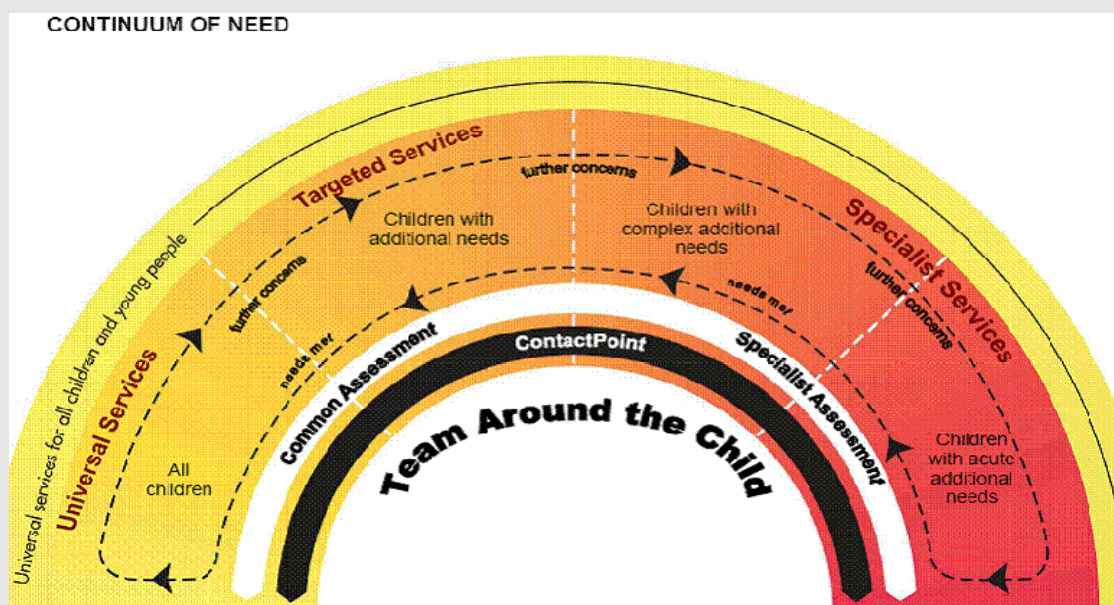 CONTINUUM OF NEED
Universal services for all children and young people
Universal Services
Targeted Services
Specialist Services
further concerns
further concerns
further concerns
All
children
Children with
additional needs
Children with
complex additional
needs
Children
with acute
additional
needs
needs met
needs met
Common Assessment
Specialist Assessment
ContactPoint
Team Around the Child